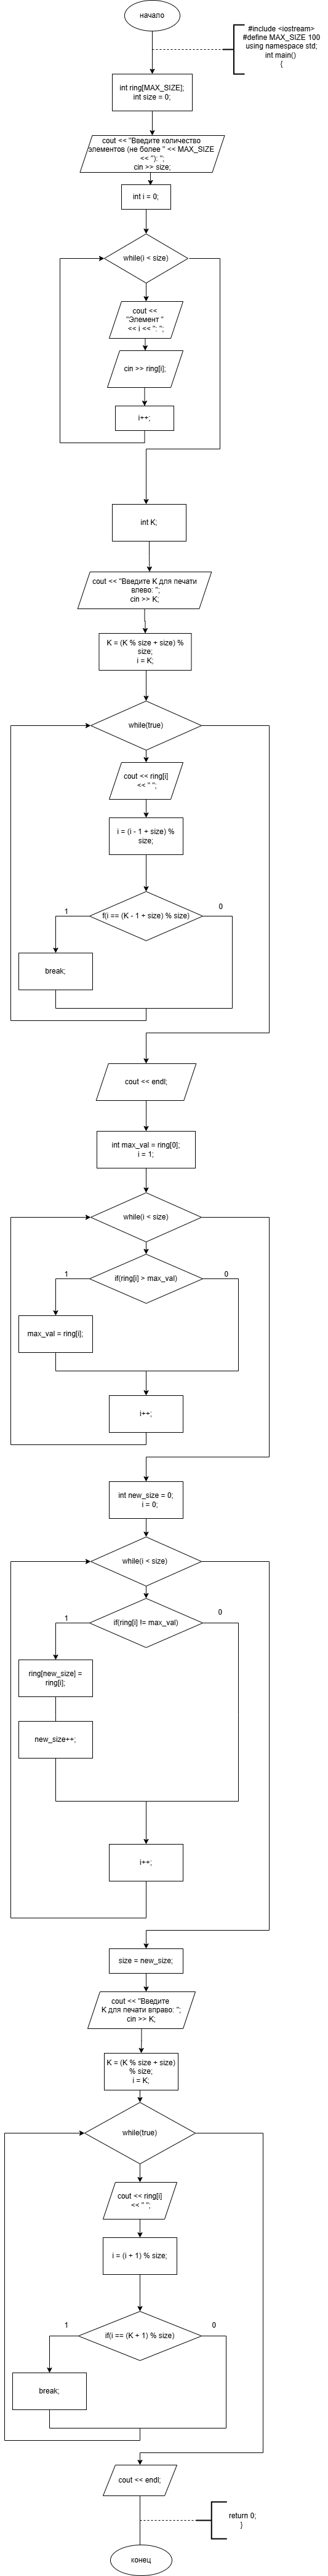 начало
#include <iostream>
#define MAX_SIZE 100
using namespace std;
int main()
{
int ring[MAX_SIZE];
int size = 0;
cout << "Введите количество
элементов (не более " << MAX_SIZE
<< "): ";
cin >> size;
int i = 0;
while(i < size)
cout <<
"Элемент "
<< i << ": ";
cin >> ring[i];
i++;
int K;
cout << "Введите K для печати
влево: ";
cin >> K;
K = (K % size + size) %
size;
i = K;
while(true)
cout << ring[i]
<< " ";
i = (i - 1 + size) %
size;
1
f(i == (K - 1 + size) % size)
0
break;
cout << endl;
int max_val = ring[0];
i = 1;
while(i < size)
1
if(ring[i] > max_val)
0
max_val = ring[i];
i++;
int new_size = 0;
i = 0;
while(i < size)
1
if(ring[i] != max_val)
0
ring[new_size] =
ring[i];
new_size++;
i++;
size = new_size;
cout << "Введите
K для печати вправо: ";
cin >> K;
K = (K % size + size)
% size;
i = K;
while(true)
cout << ring[i]
<< " ";
i = (i + 1) % size;
1
if(i == (K + 1) % size)
0
break;
cout << endl;
return 0;
}
конец